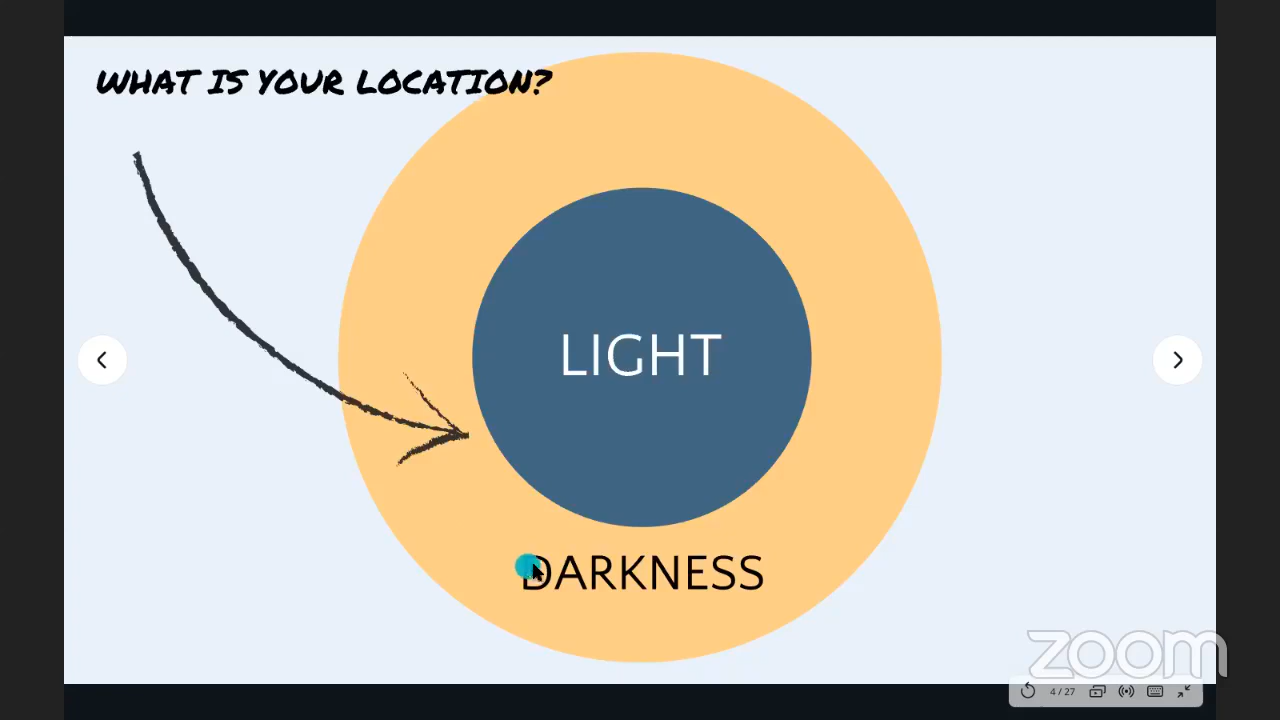 WHAT IS YOUR LOCATION?
LIGHT
DARKNESS
zoom
4 / 27